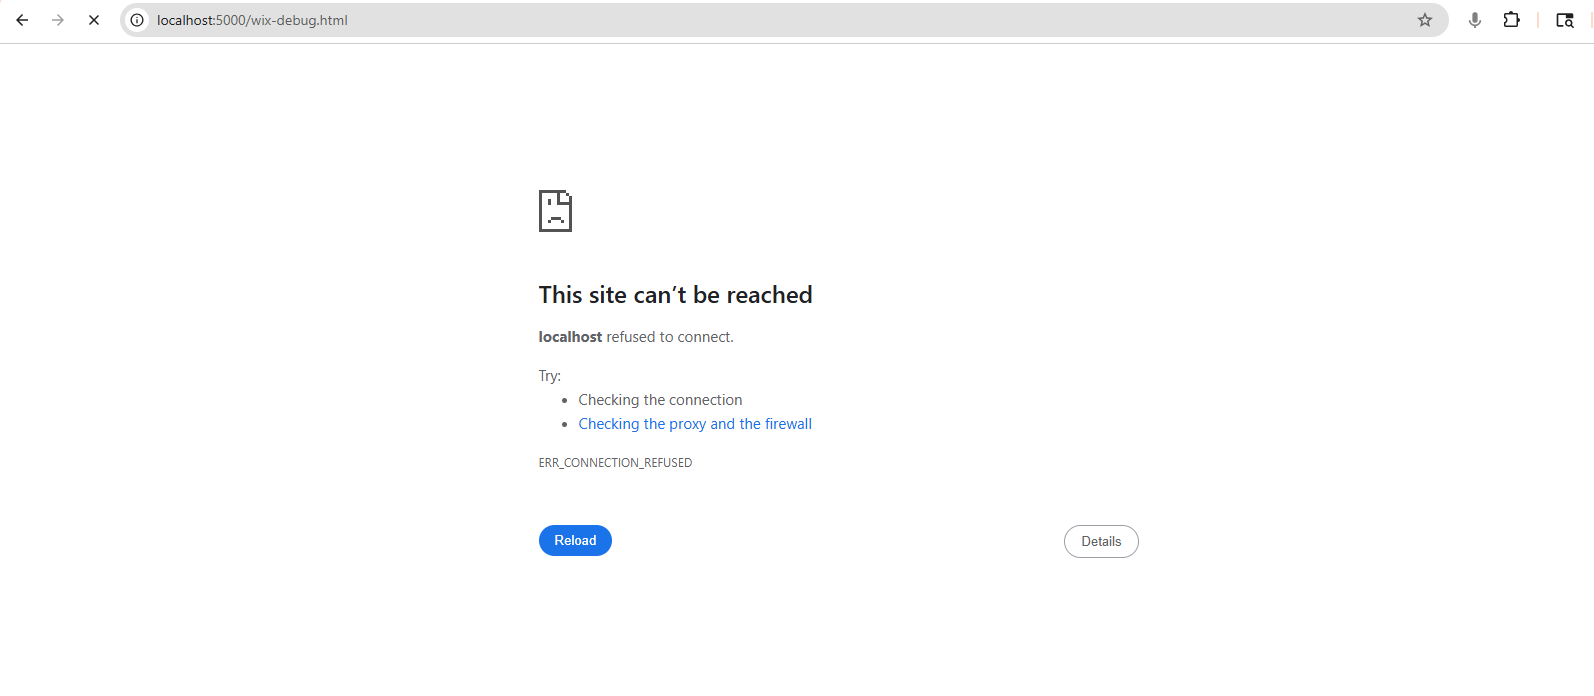 localhost:5000/wix-debug.html
This site can’t be reached
localhost refused to connect.
Try:
• Checking the connection
• Checking the proxy and the firewall
ERR_CONNECTION_REFUSED
Reload
Details